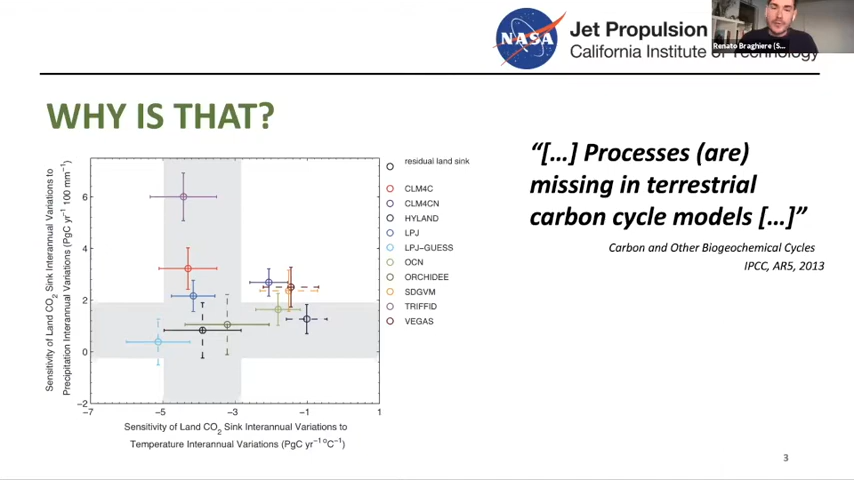 NASA
Jet Propulsion
California Institute of Technology
Renato Braghiere (S...
WHY IS THAT?
Sensitivity of Land CO2 Sink Interannual Variations to
Precipitation Interannual Variations (PgC yr−1 100 mm−1)
6
4
2
0
−2
−7
−5
−3
−1
1
Sensitivity of Land CO2 Sink Interannual Variations to
Temperature Interannual Variations (PgC yr−1 oC−1)
residual land sink
CLM4C
CLM4CN
HYLAND
LPJ
LPJ−GUESS
OCN
ORCHIDEE
SDGVM
TRIFFID
VEGAS
“[…] Processes (are)
missing in terrestrial
carbon cycle models […]”
Carbon and Other Biogeochemical Cycles
IPCC, AR5, 2013
3